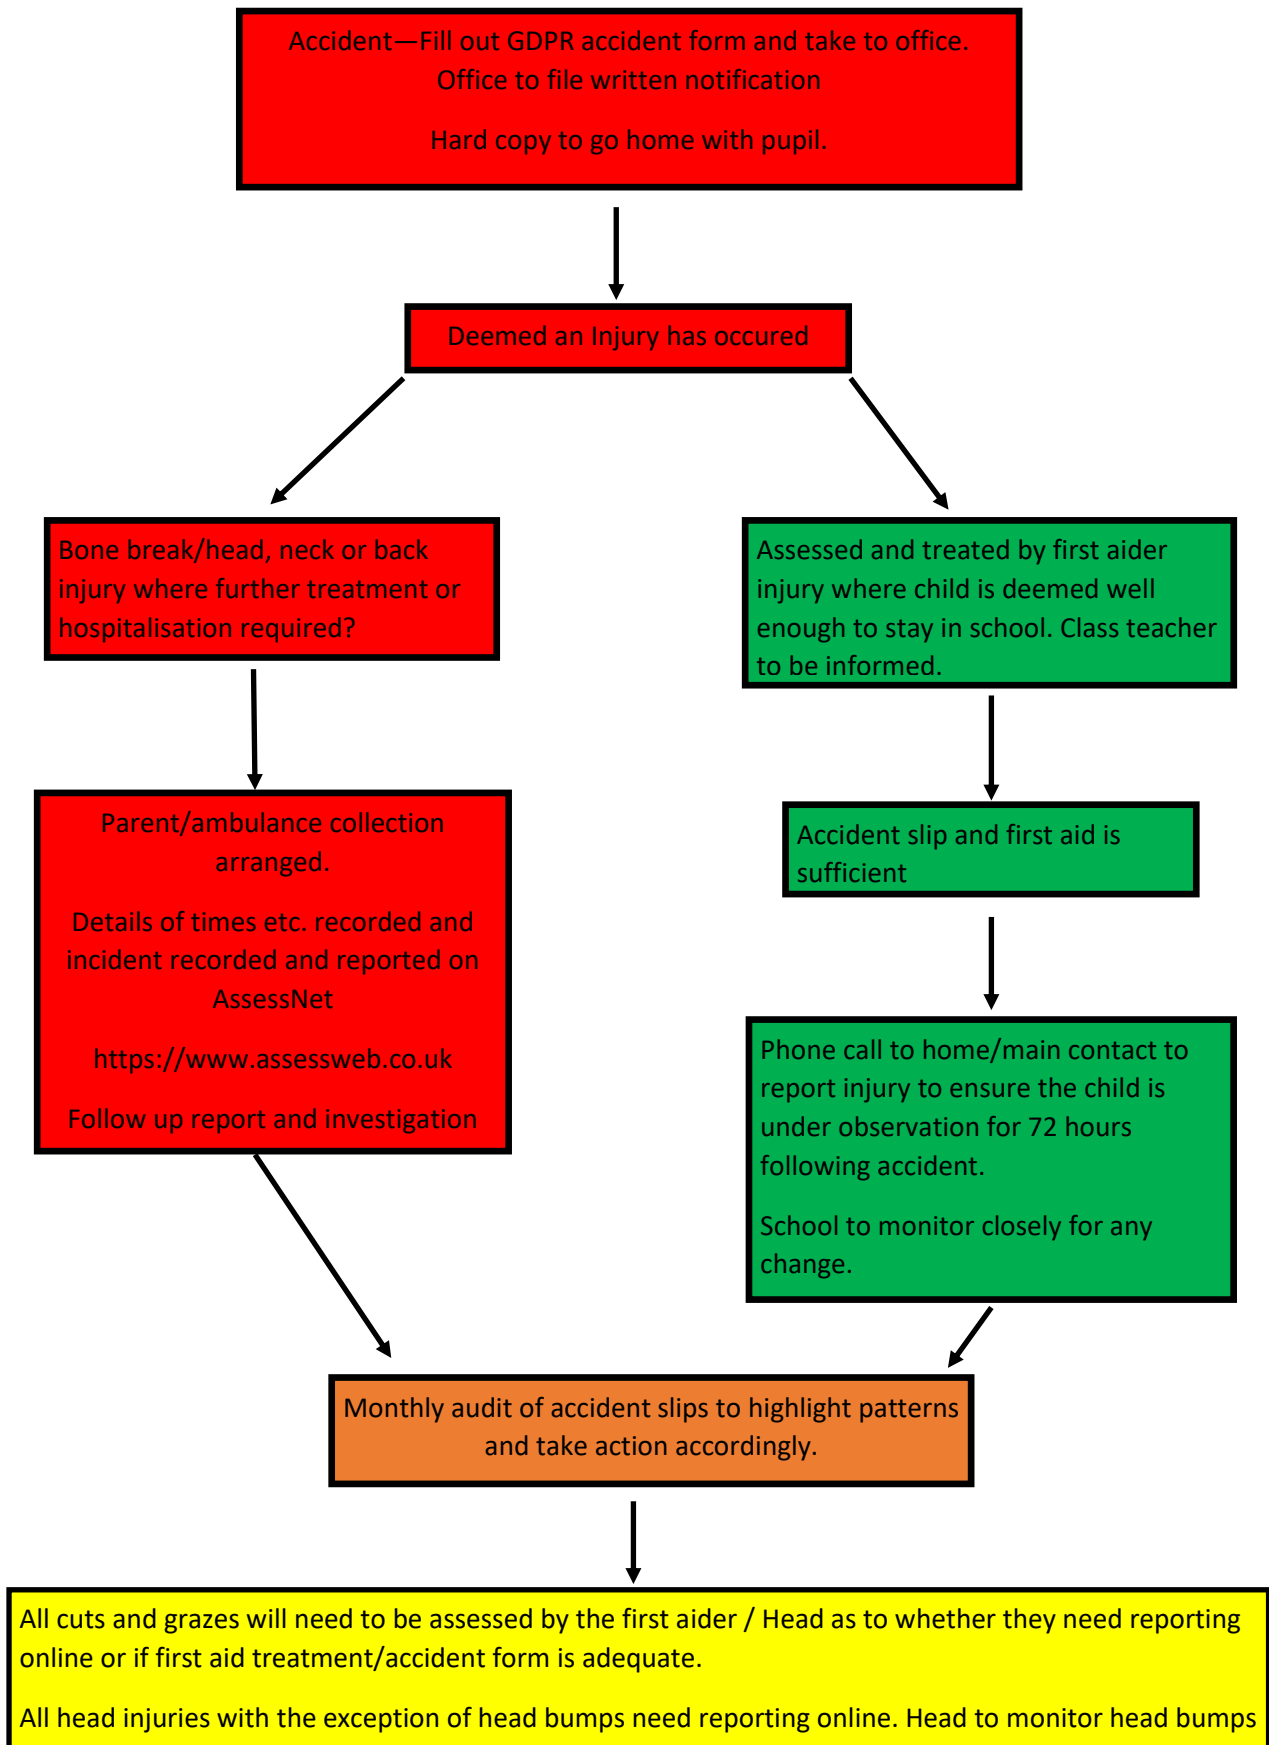 Accident—Fill out GDPR accident form and take to office.
Office to file written notification
Hard copy to go home with pupil.
Deemed an Injury has occured
Bone break/head, neck or back
injury where further treatment or
hospitalisation required?
Assessed and treated by first aider
injury where child is deemed well
enough to stay in school. Class teacher
to be informed.
Parent/ambulance collection
arranged.
Details of times etc. recorded and
incident recorded and reported on
AssessNet
https://www.assessweb.co.uk
Follow up report and investigation
Accident slip and first aid is
sufficient
Phone call to home/main contact to
report injury to ensure the child is
under observation for 72 hours
following accident.
School to monitor closely for any
change.
Monthly audit of accident slips to highlight patterns
and take action accordingly.
All cuts and grazes will need to be assessed by the first aider / Head as to whether they need reporting
online or if first aid treatment/accident form is adequate.
All head injuries with the exception of head bumps need reporting online. Head to monitor head bumps